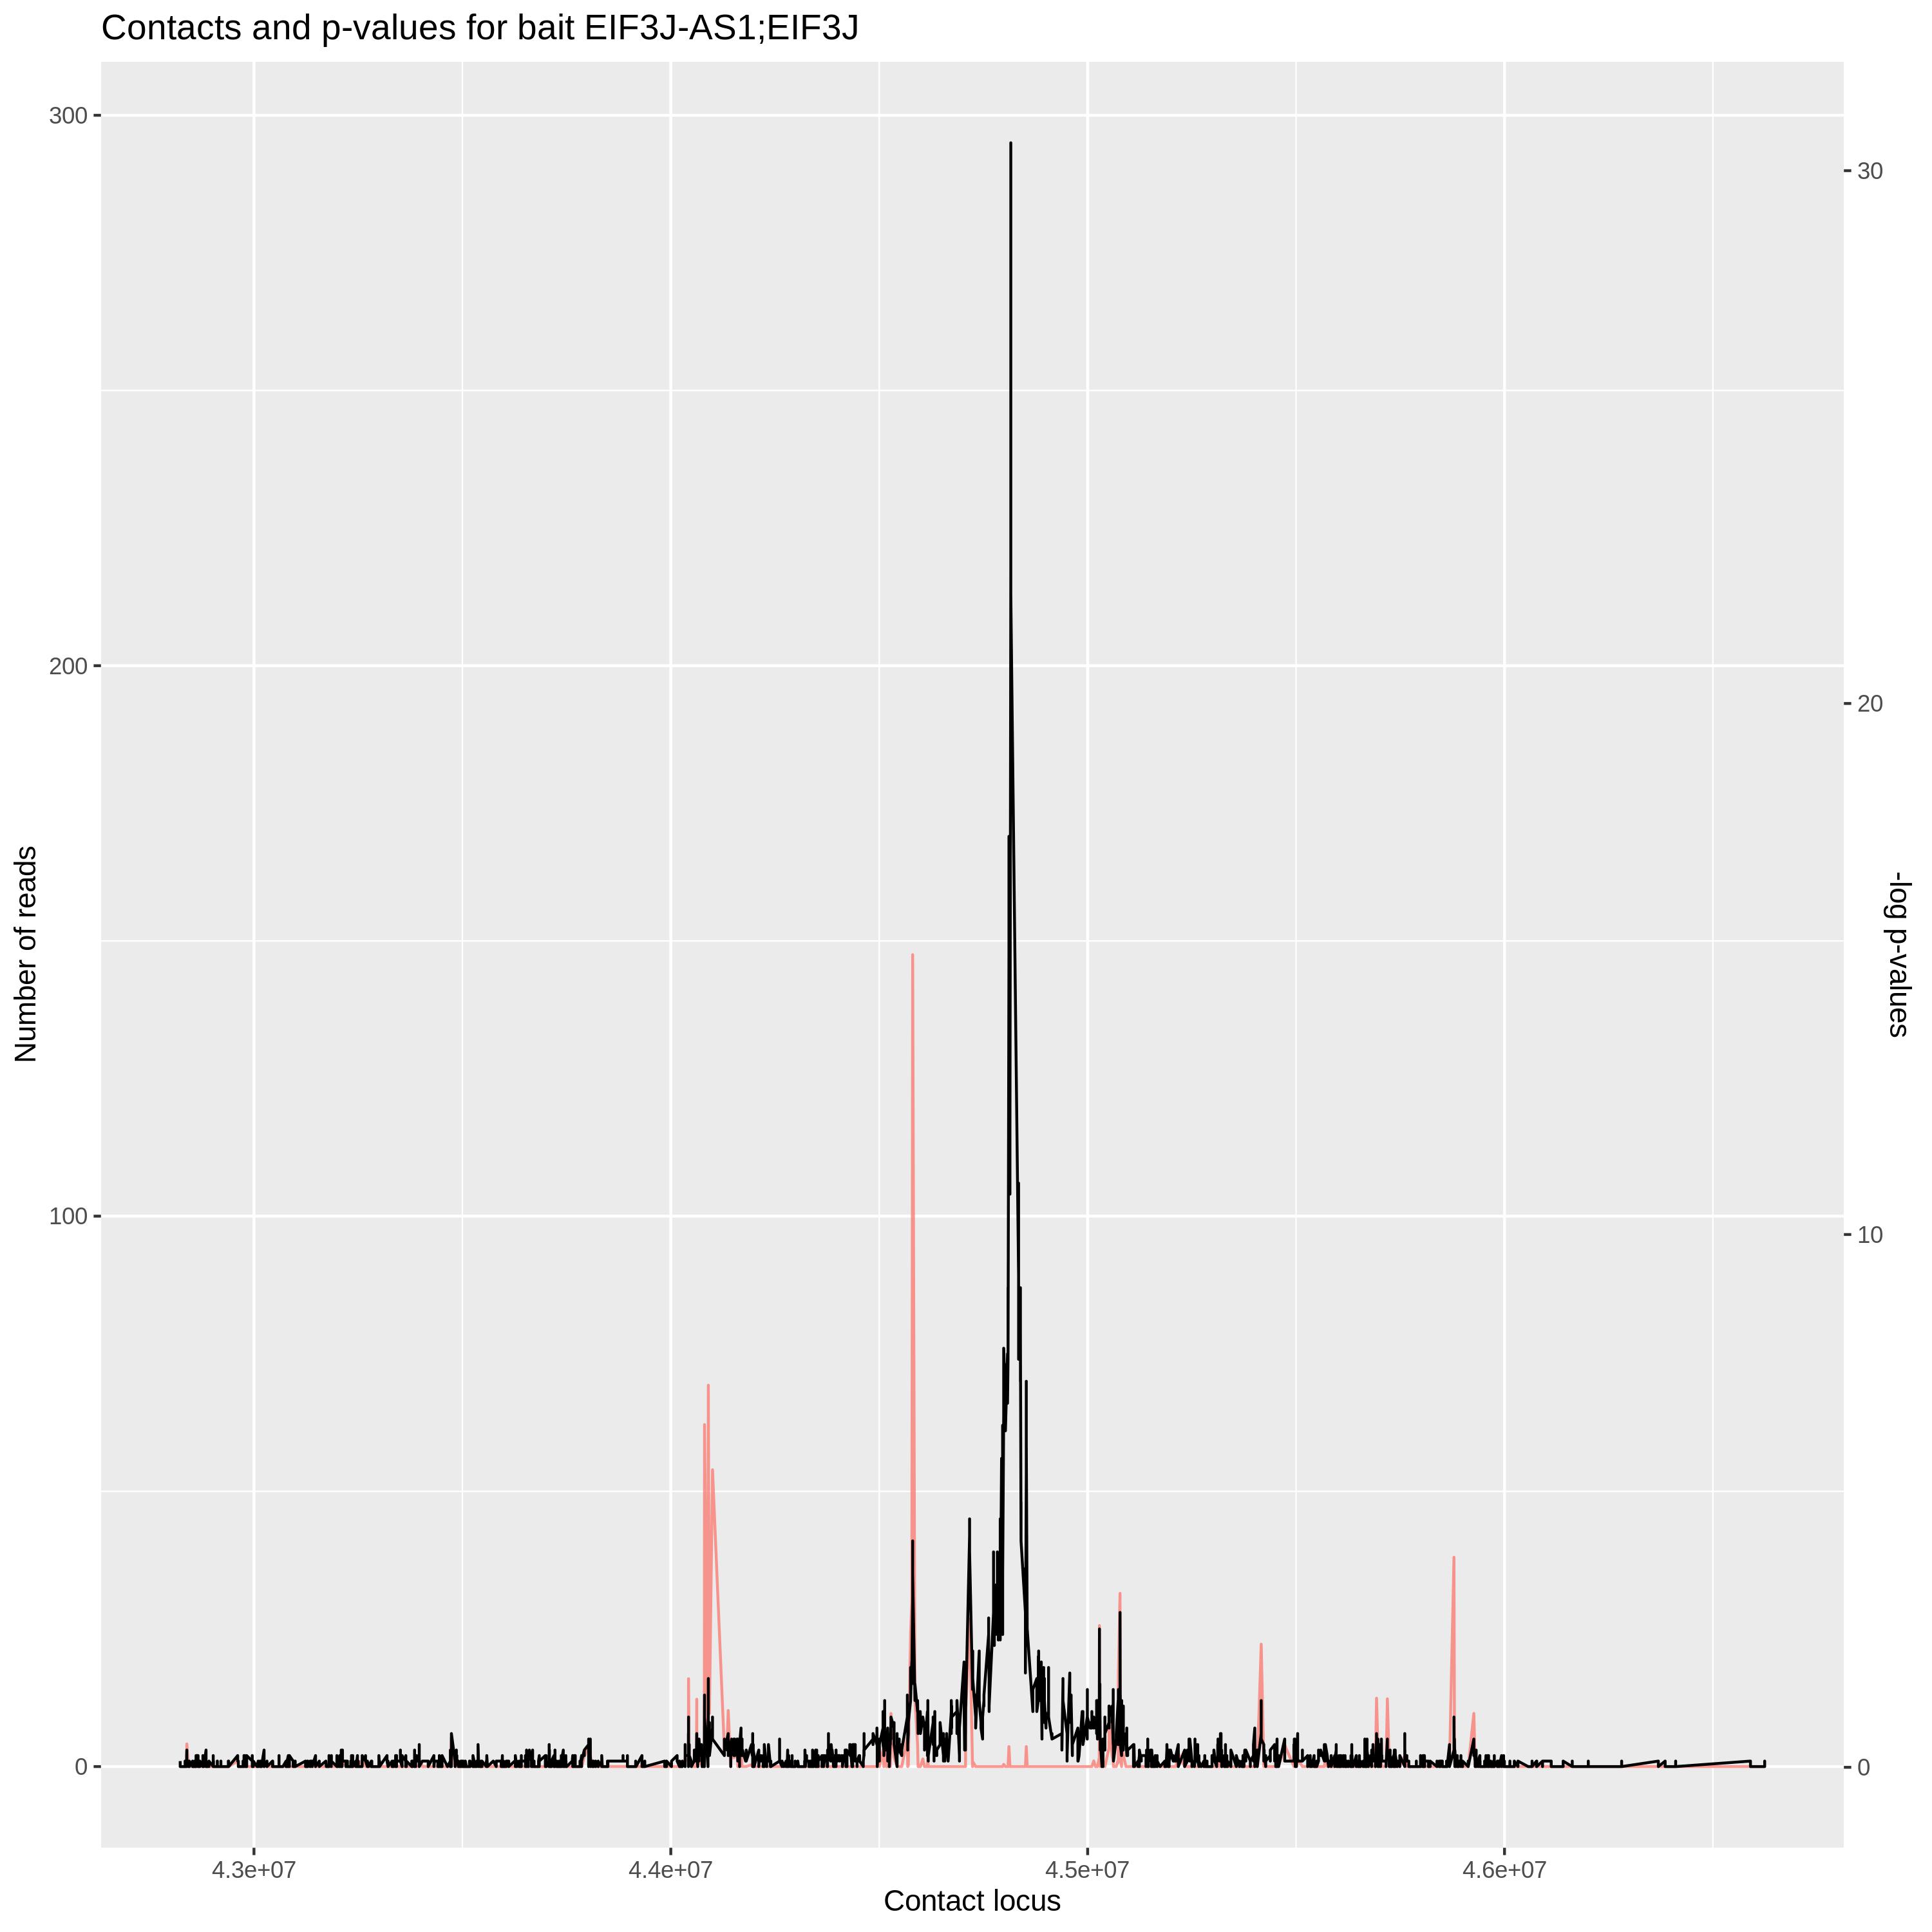 Contacts and p-values for bait EIF3J-AS1;EIF3J
300
200
100
0
Number of reads
30
20
10
0
-log p-values
4.3e+07
4.4e+07
4.5e+07
4.6e+07
Contact locus